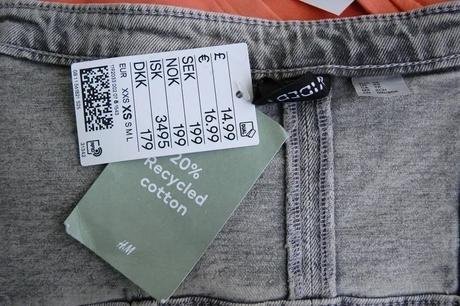 £ 14.99
€ 16.99
SEK 199
NOK 199
ISK 3495
DKK 179
EUR XXS XS S M L
20%
Recycled
cotton
H&M
DIVIDED